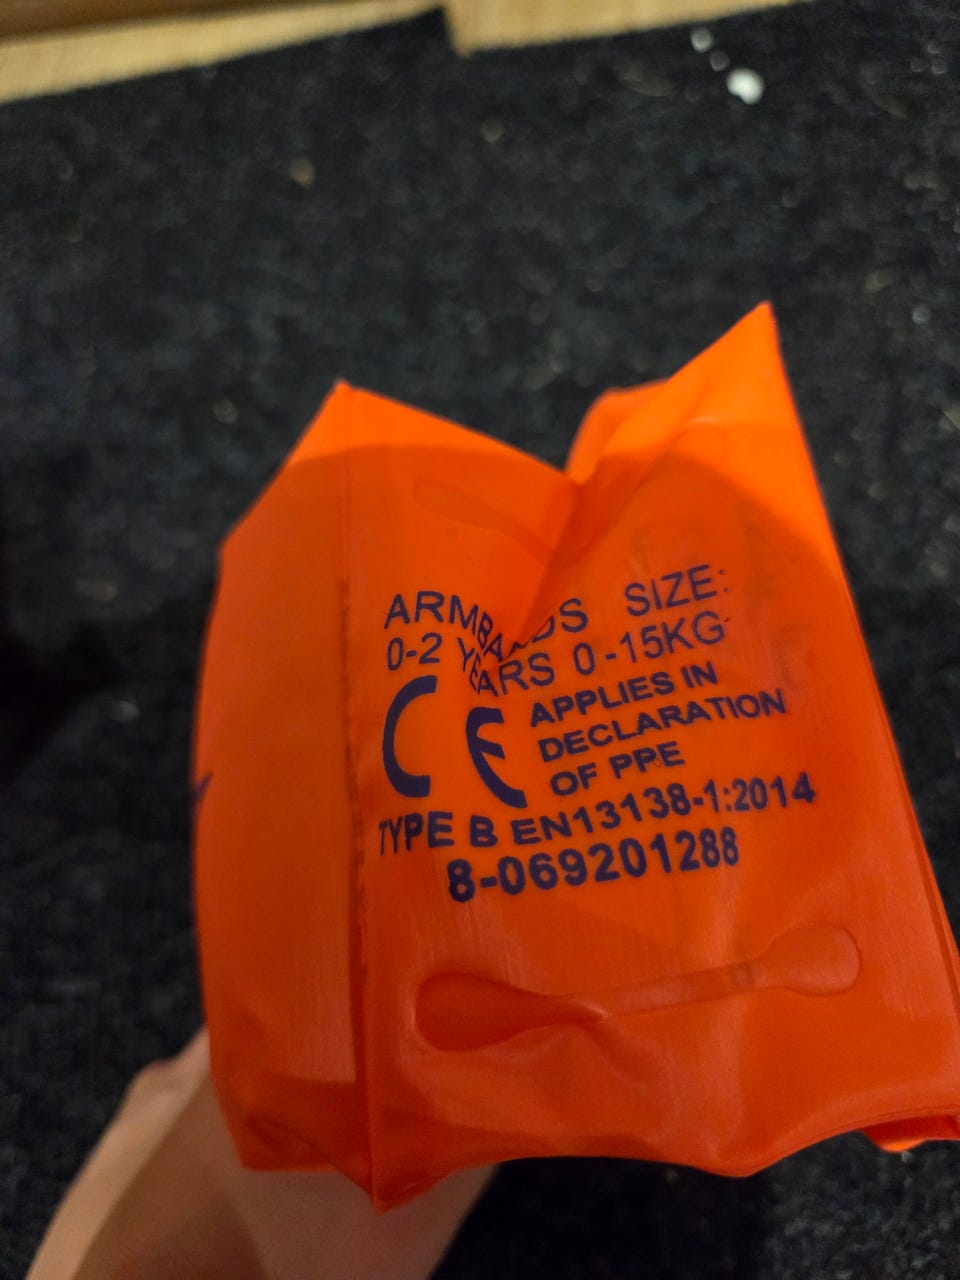 ARMBANDS SIZE:
0-2 YEARS 0-15KG
CE APPLIES IN
DECLARATION
OF PPE
TYPE B EN13138-1:2014
8-069201288